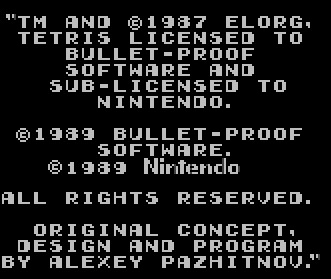 "TM AND ©1987 ELORG,
TETRIS LICENSED TO
BULLET-PROOF
SOFTWARE AND
SUB-LICENSED TO
NINTENDO.
©1989 BULLET-PROOF
SOFTWARE.
©1989 Nintendo
ALL RIGHTS RESERVED.
ORIGINAL CONCEPT,
DESIGN AND PROGRAM
BY ALEXEY PAZHITNOV."